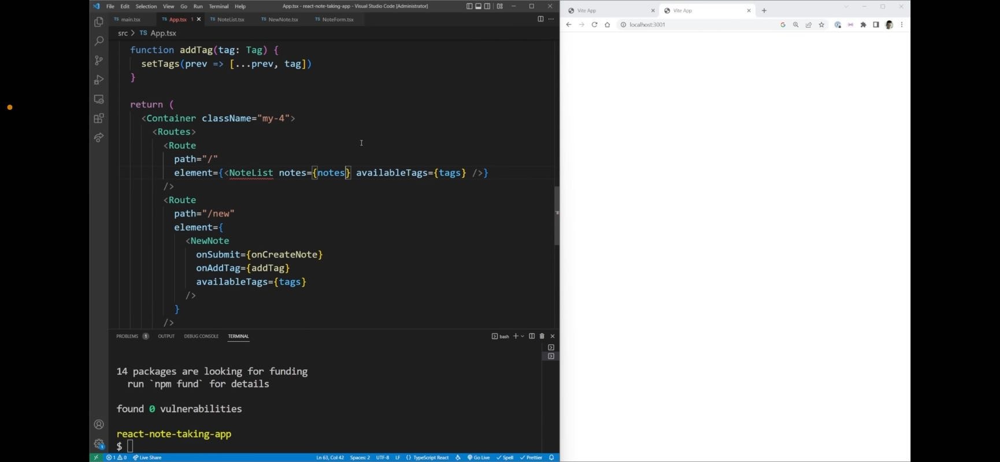 File Edit Selection View Go Run Terminal Help App.tsx - react-note-taking-app - Visual Studio Code [Administrator]
main.tsx App.tsx 1 NoteList.tsx NewNote.tsx NoteForm.tsx
src > App.tsx
function addTag(tag: Tag) {
setTags(prev => [...prev, tag])
}
return (
<Container className="my-4">
<Routes>
<Route
path="/"
element={<NoteList notes={notes} availableTags={tags} />}
/>
<Route
path="/new"
element={
<NewNote
onSubmit={onCreateNote}
onAddTag={addTag}
availableTags={tags}
/>
}
/>
PROBLEMS 1 OUTPUT DEBUG CONSOLE TERMINAL bash
14 packages are looking for funding
run `npm fund` for details
found 0 vulnerabilities
react-note-taking-app
$
1 0 Live Share Ln 63, Col 42 Spaces: 2 UTF-8 LF {} TypeScript React Go Live Spell Prettier
Vite App Vite App
localhost:3001